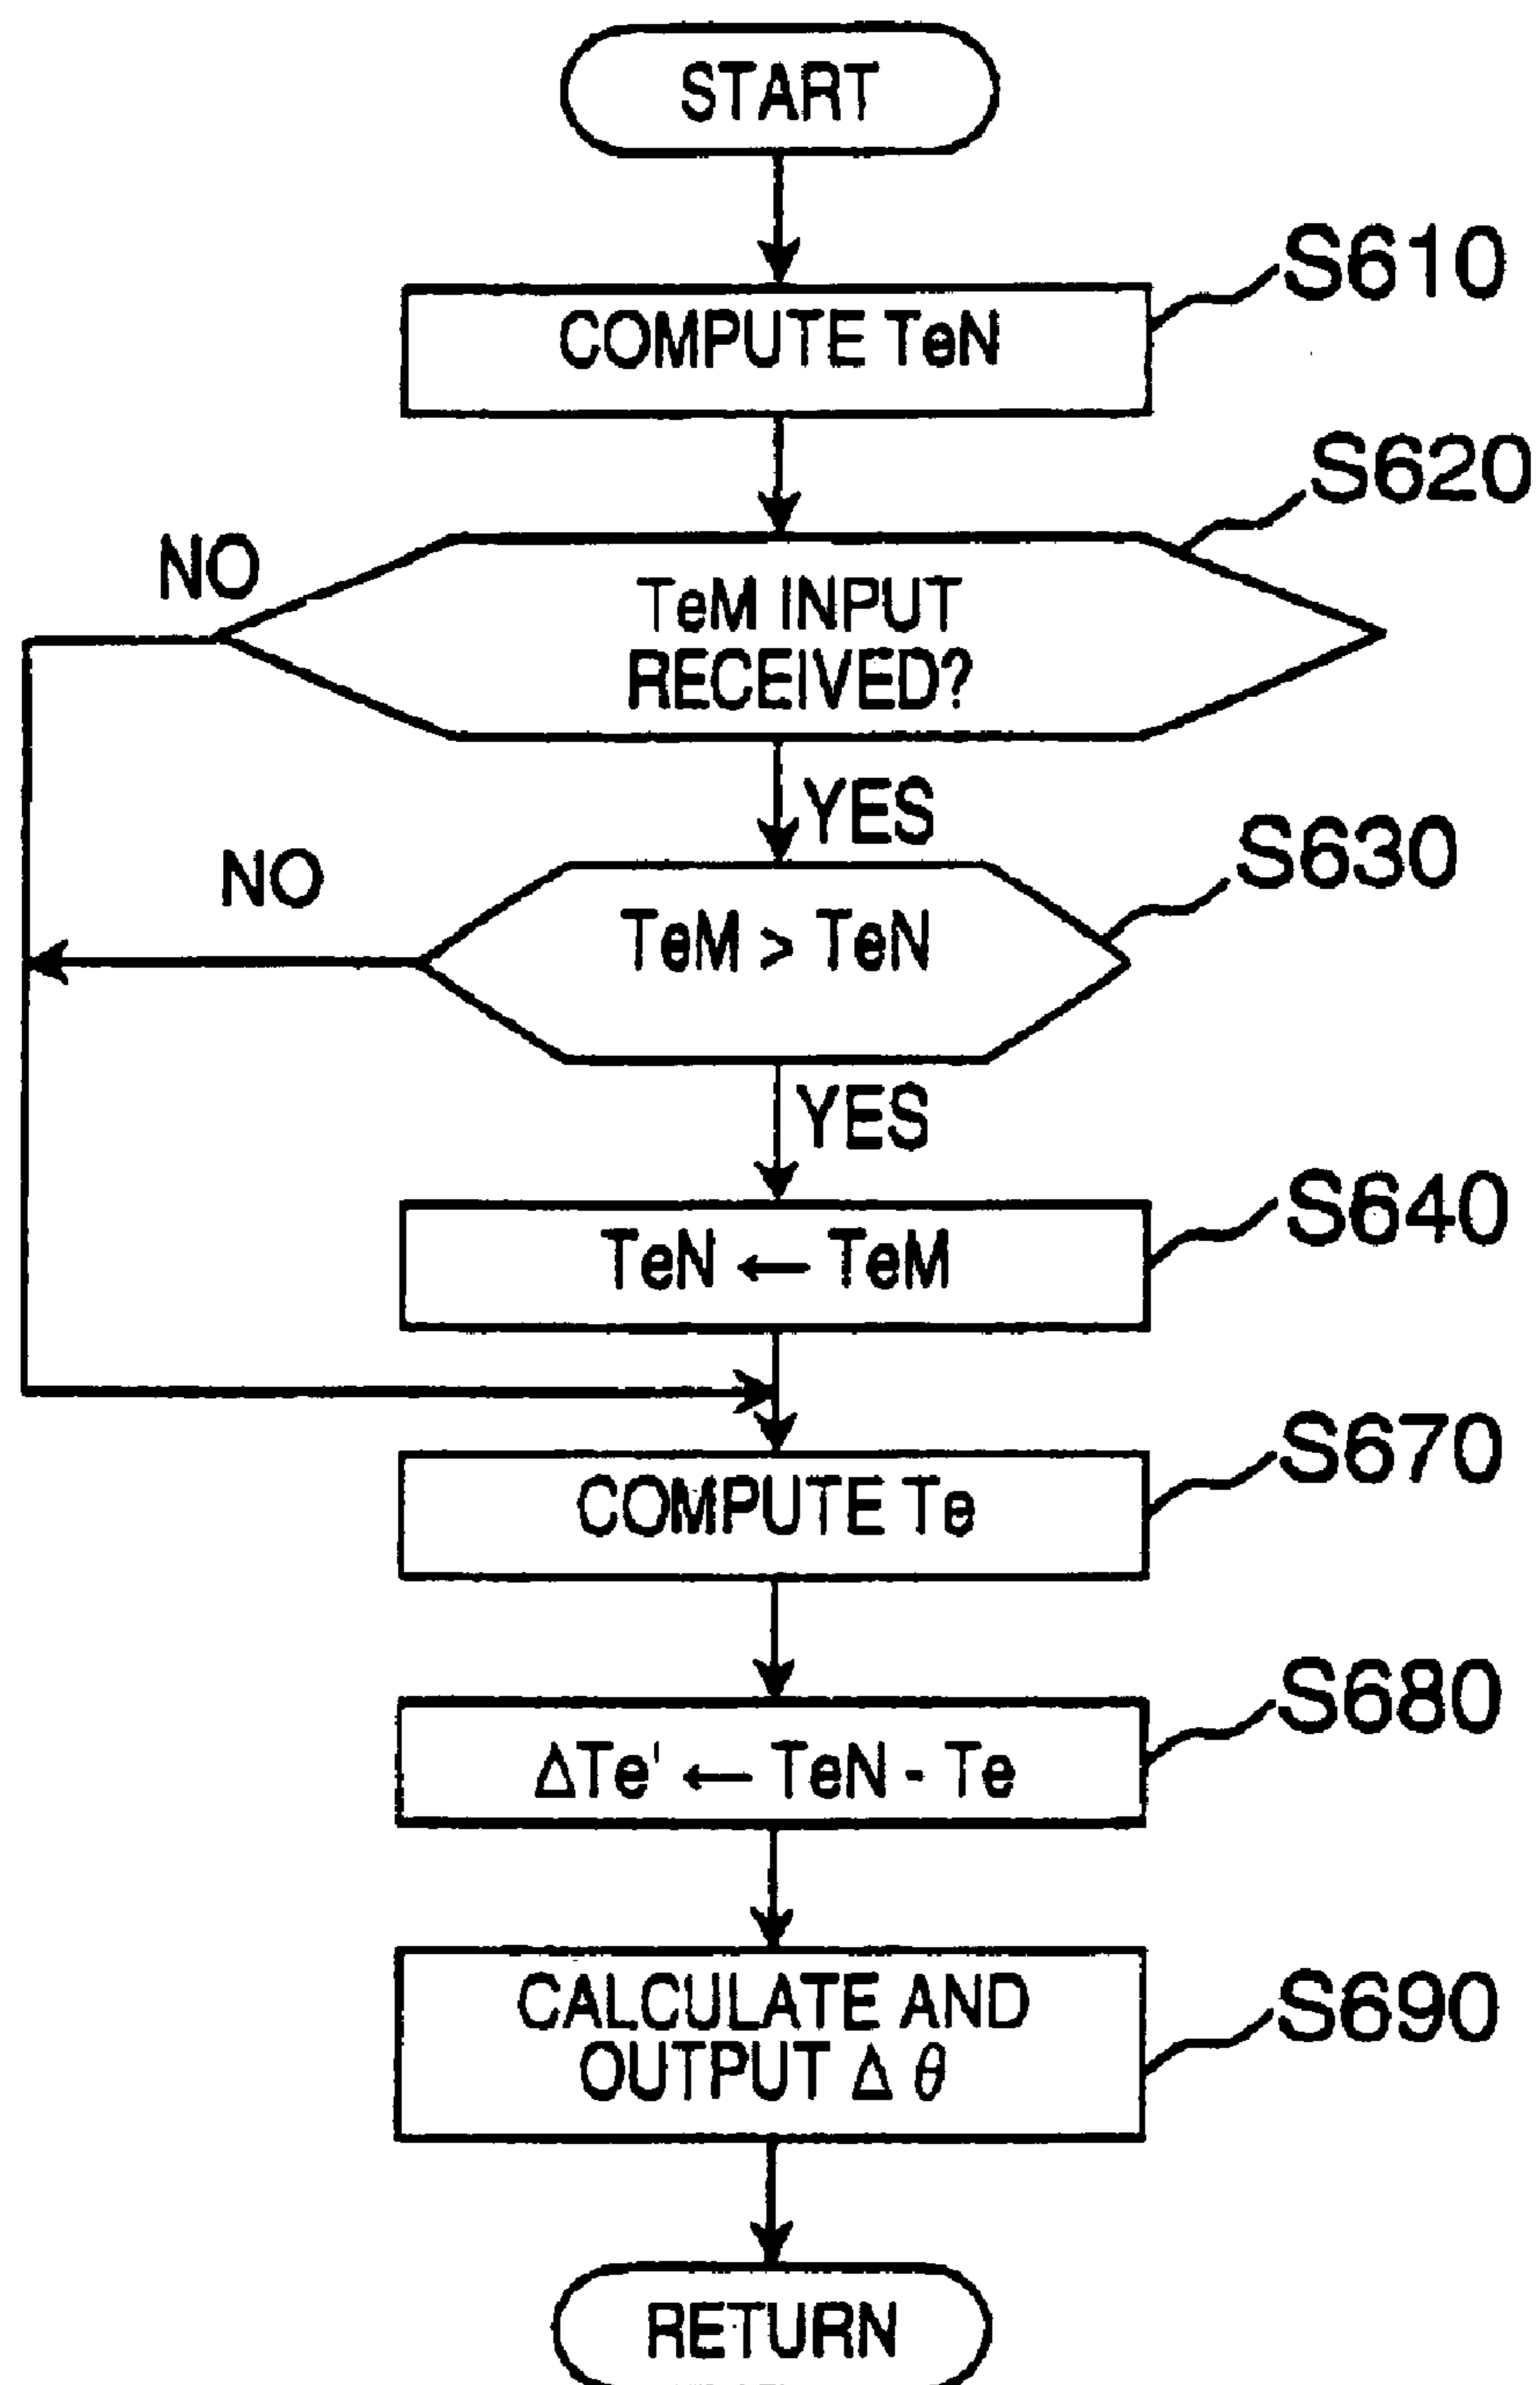 START
S610
COMPUTE TeN
S620
NO
TeM INPUT
RECEIVED?
YES
S630
NO
TeM > TeN
YES
S640
TeN ← TeM
S670
COMPUTE Te
S680
ΔTe' ← TeN - Te
S690
CALCULATE AND
OUTPUT Δ θ
RETURN